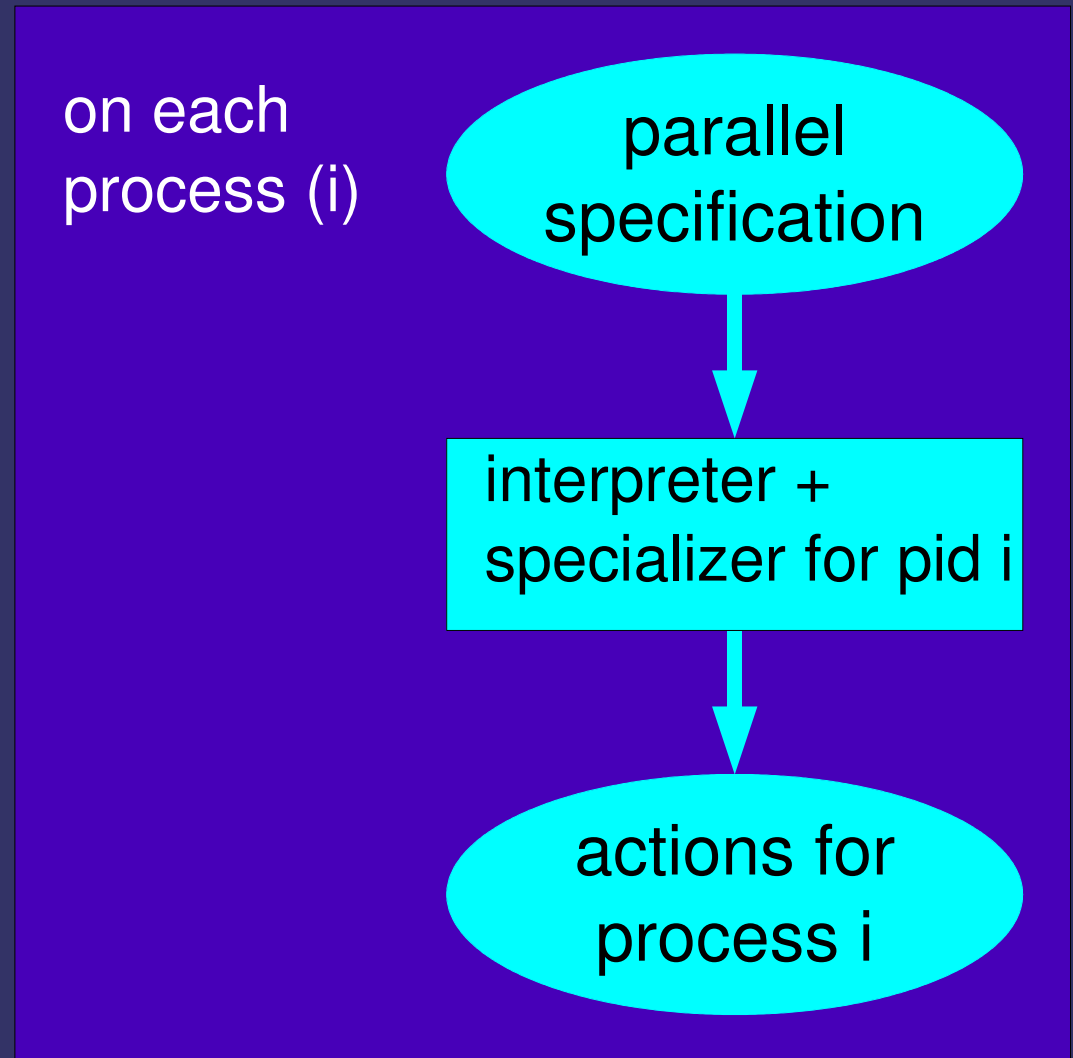 on each
process (i)
parallel
specification
interpreter +
specializer for pid i
actions for
process i